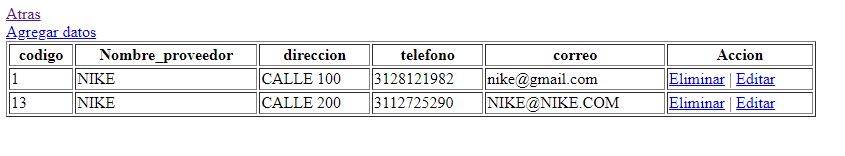 Atras
Agregar datos
codigo Nombre_proveedor direccion telefono correo Accion
1 NIKE CALLE 100 3128121982 nike@gmail.com Eliminar | Editar
13 NIKE CALLE 200 3112725290 NIKE@NIKE.COM Eliminar | Editar